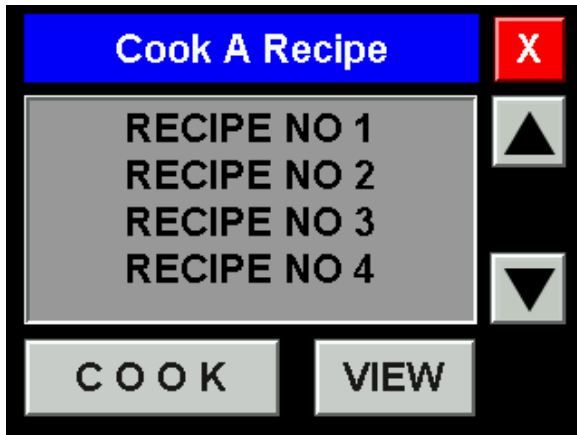 Cook A Recipe
X
RECIPE NO 1
RECIPE NO 2
RECIPE NO 3
RECIPE NO 4
C O O K
VIEW